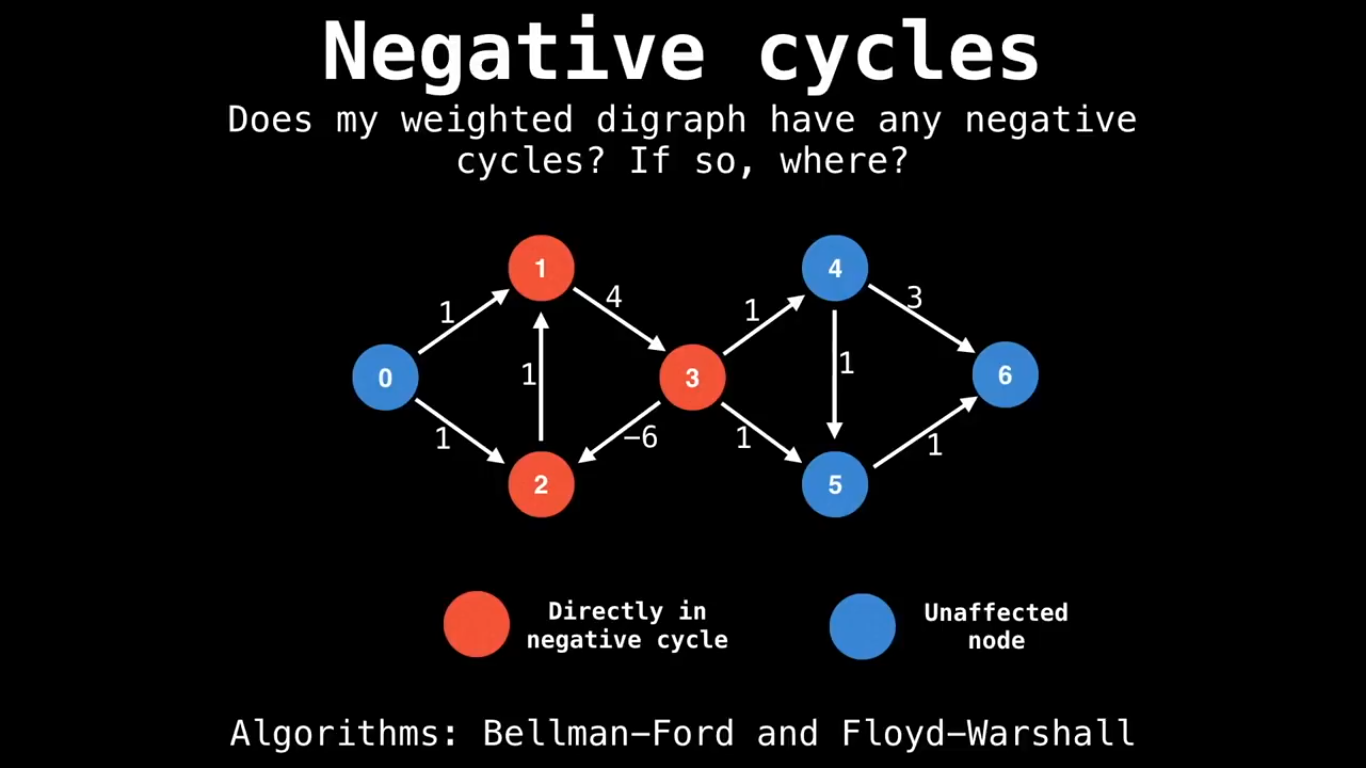 Negative cycles
Does my weighted digraph have any negative
cycles? If so, where?
1
4
4
3
1
1
0
1
3
1
6
1
−6
1
1
2
5
Directly in
negative cycle
Unaffected
node
Algorithms: Bellman−Ford and Floyd−Warshall